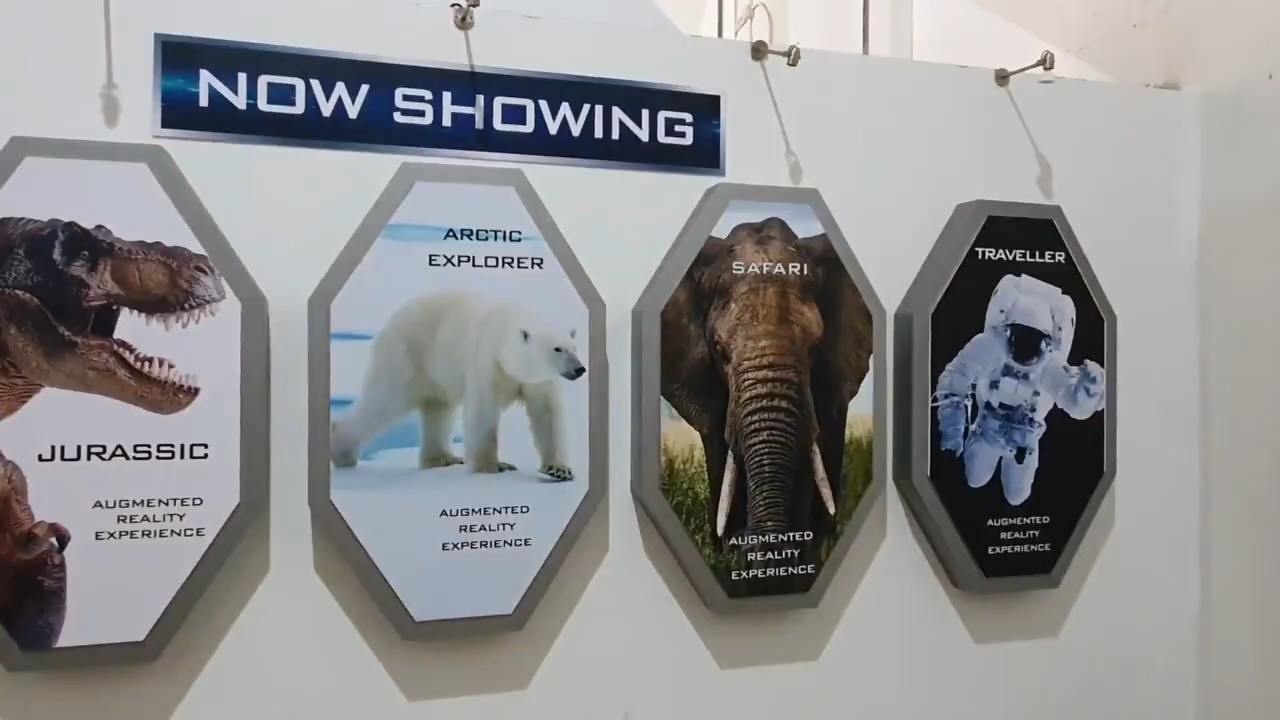 NOW SHOWING
JURASSIC
AUGMENTED
REALITY
EXPERIENCE
ARCTIC
EXPLORER
AUGMENTED
REALITY
EXPERIENCE
SAFARI
AUGMENTED
REALITY
EXPERIENCE
TRAVELLER
AUGMENTED
REALITY
EXPERIENCE